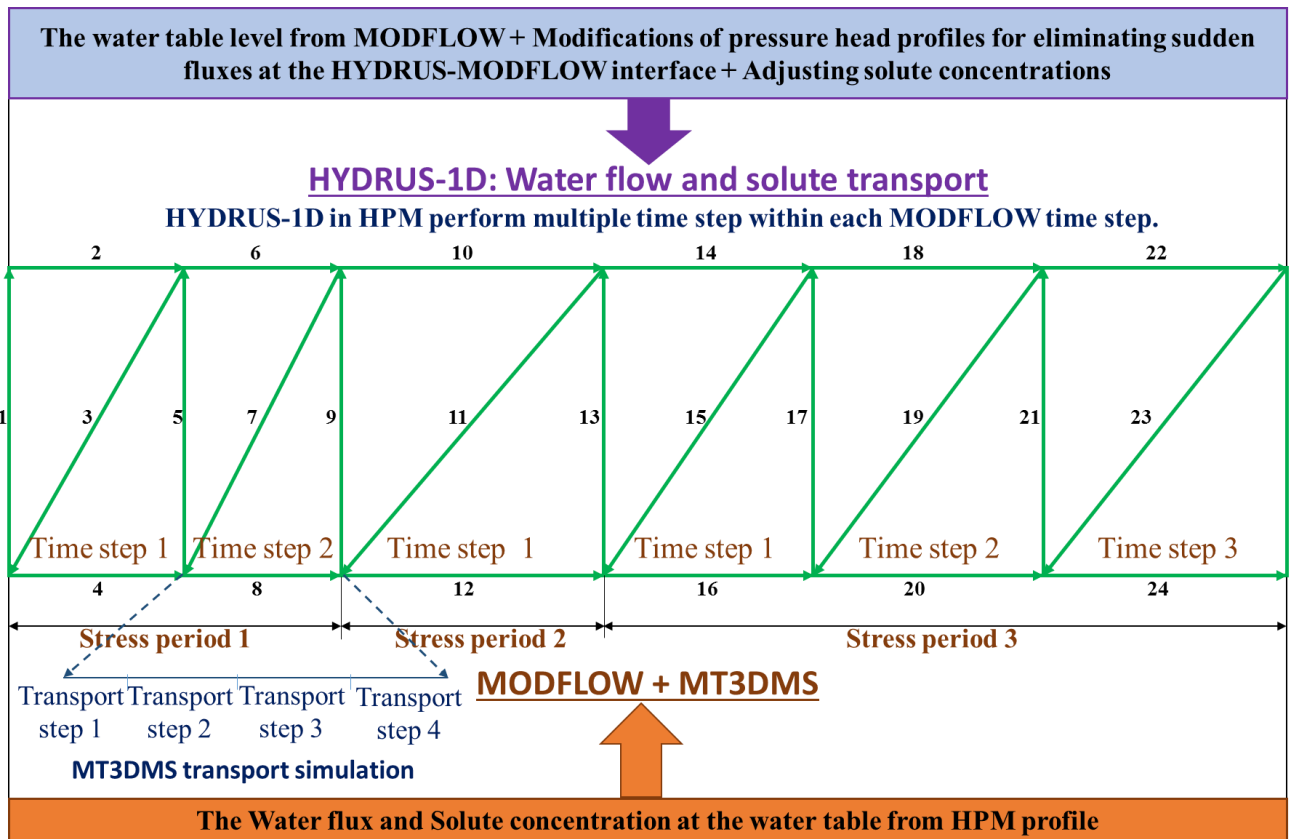 The water table level from MODFLOW + Modifications of pressure head profiles for eliminating sudden
fluxes at the HYDRUS-MODFLOW interface + Adjusting solute concentrations
HYDRUS-1D: Water flow and solute transport
HYDRUS-1D in HPM perform multiple time step within each MODFLOW time step.
2 6 10 14 18 22
1 3 5 7 9 11 13 15 17 19 21 23
Time step 1 Time step 2 Time step 1 Time step 1 Time step 2 Time step 3
4 8 12 16 20 24
Stress period 1 Stress period 2 Stress period 3
MODFLOW + MT3DMS
Transport Transport Transport Transport
step 1 step 2 step 3 step 4
MT3DMS transport simulation
The Water flux and Solute concentration at the water table from HPM profile